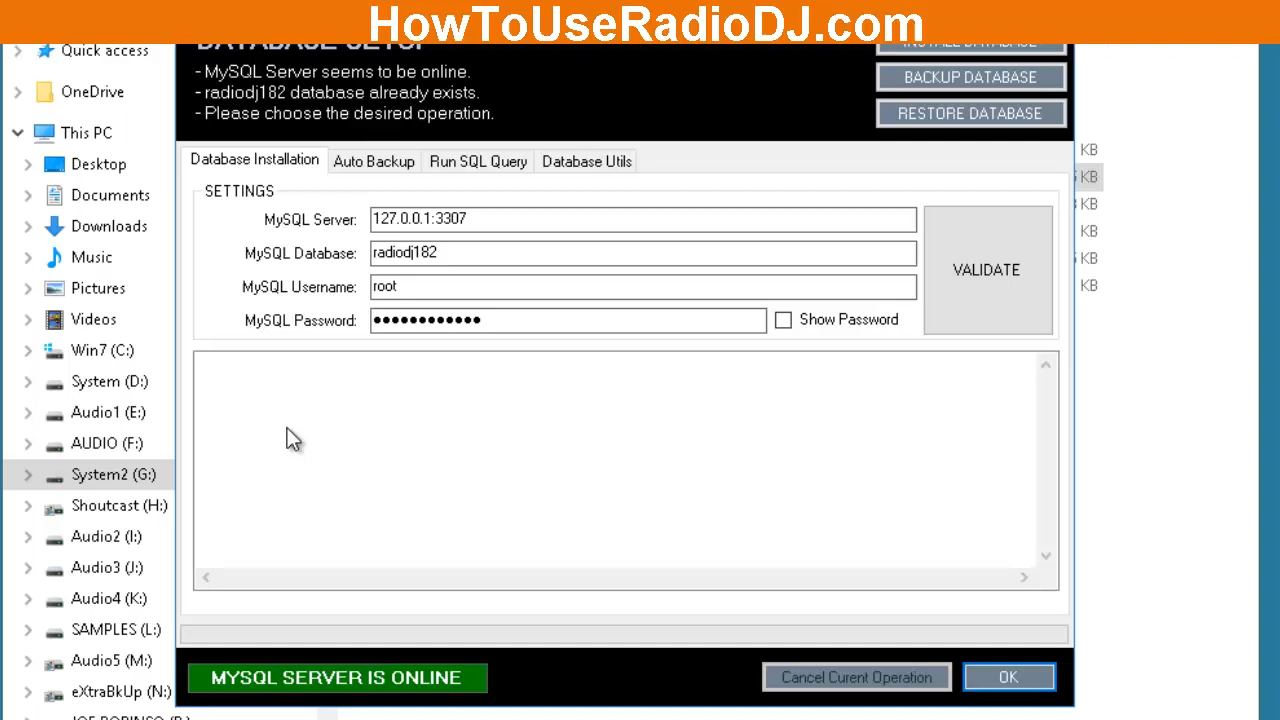 HowToUseRadioDJ.com
Quick access
OneDrive
This PC
Desktop
Documents
Downloads
Music
Pictures
Videos
Win7 (C:)
System (D:)
Audio1 (E:)
AUDIO (F:)
System2 (G:)
Shoutcast (H:)
Audio2 (I:)
Audio3 (J:)
Audio4 (K:)
SAMPLES (L:)
Audio5 (M:)
eXtraBkUp (N:)
DATABASE SETUP
- MySQL Server seems to be online.
- radiodj182 database already exists.
- Please choose the desired operation.
INSTALL DATABASE
BACKUP DATABASE
RESTORE DATABASE
Database Installation
Auto Backup
Run SQL Query
Database Utils
SETTINGS
MySQL Server: 127.0.0.1:3307
MySQL Database: radiodj182
MySQL Username: root
MySQL Password: ●●●●●●●●●●●●
Show Password
VALIDATE
MYSQL SERVER IS ONLINE
Cancel Curent Operation
OK
KB
KB
KB
KB
KB
KB